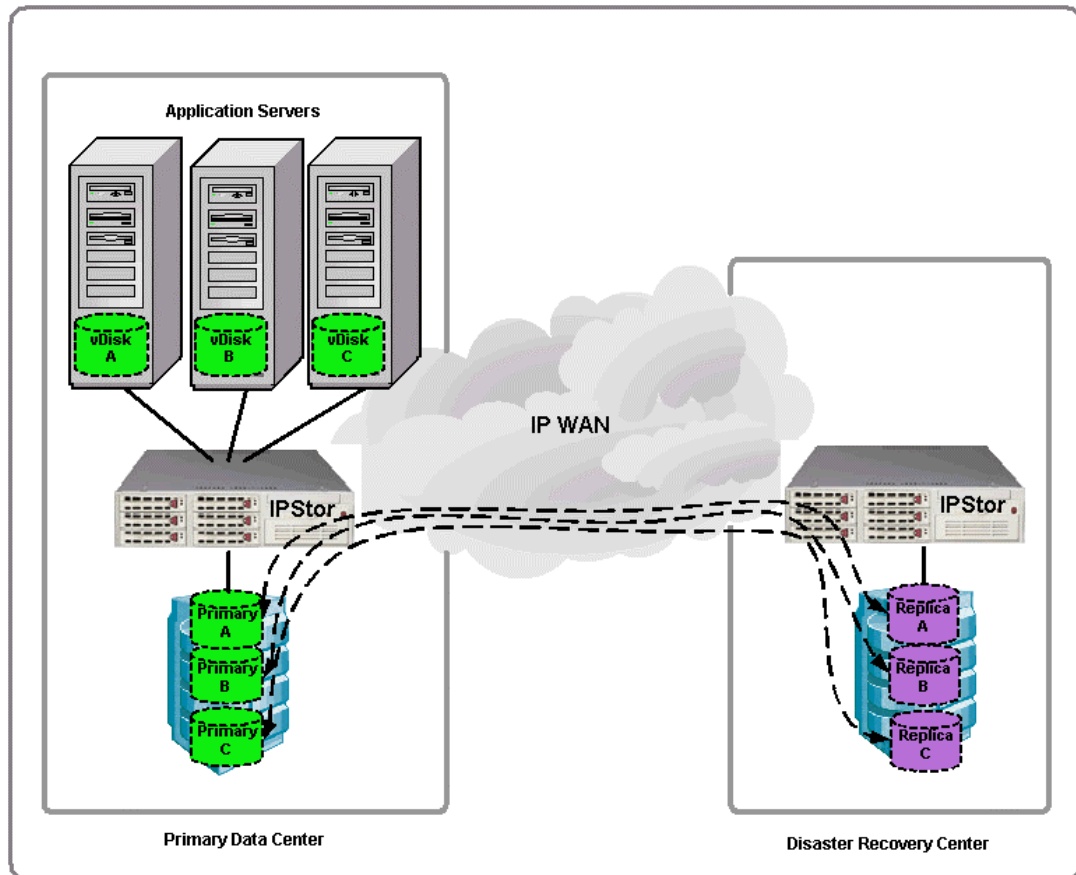 Application Servers
vDisk
A
vDisk
B
vDisk
C
IP WAN
IPStor
IPStor
Primary
A
Primary
B
Primary
C
Replica
A
Replica
B
Replica
C
Primary Data Center
Disaster Recovery Center